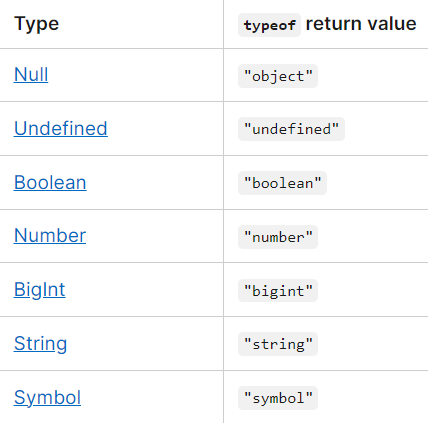 Type typeof return value
Null "object"
Undefined "undefined"
Boolean "boolean"
Number "number"
BigInt "bigint"
String "string"
Symbol "symbol"